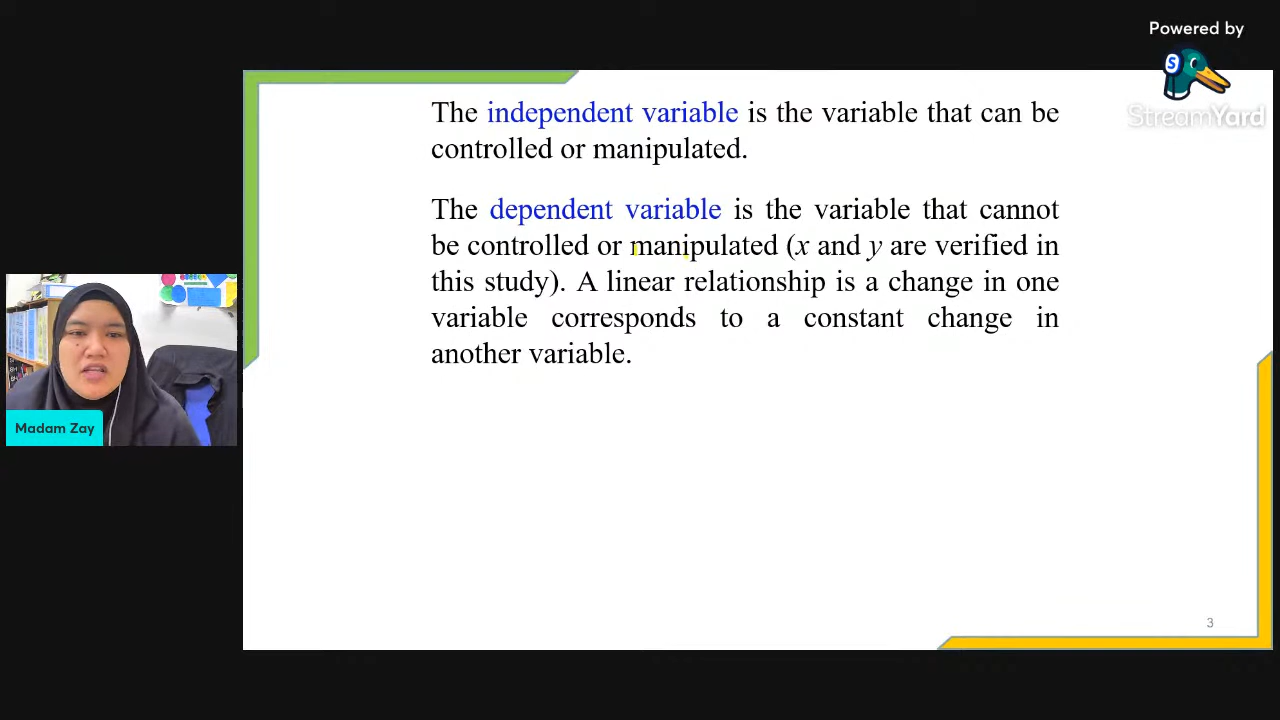 Powered by
StreamYard
The independent variable is the variable that can be
controlled or manipulated.
The dependent variable is the variable that cannot
be controlled or manipulated (x and y are verified in
this study). A linear relationship is a change in one
variable corresponds to a constant change in
another variable.
Madam Zay
3